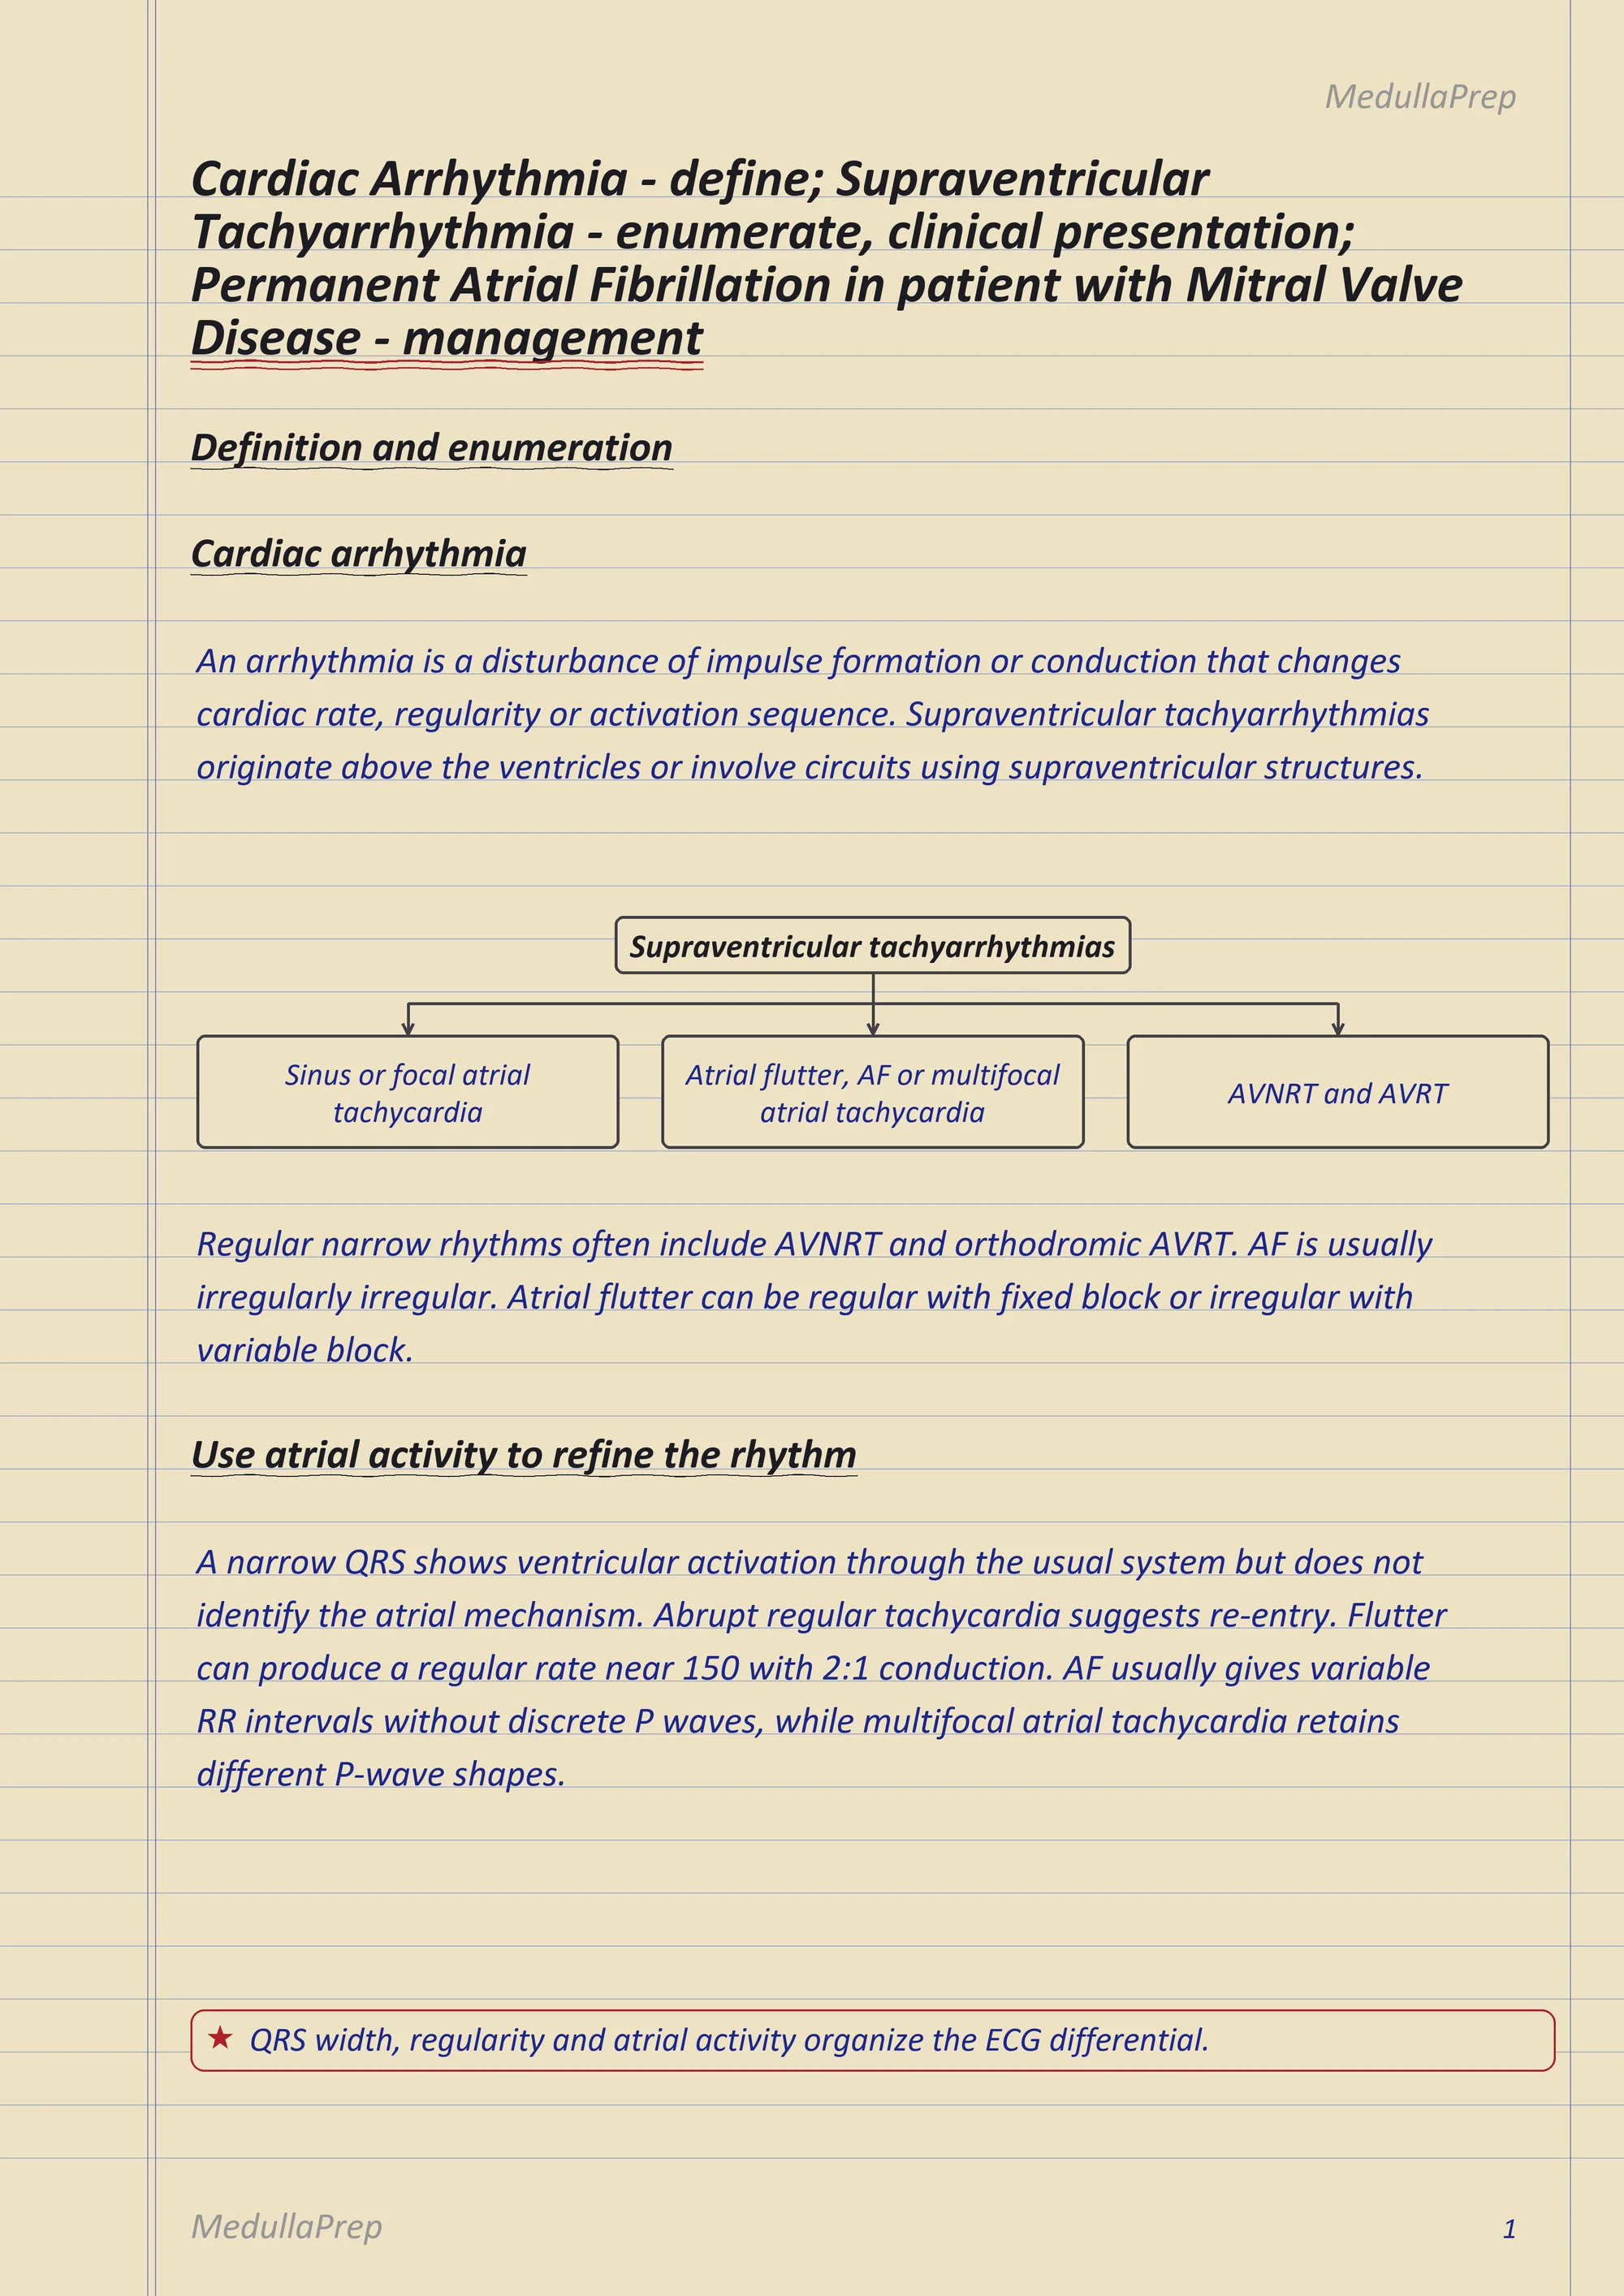 MedullaPrep
Cardiac Arrhythmia - define; Supraventricular
Tachyarrhythmia - enumerate, clinical presentation;
Permanent Atrial Fibrillation in patient with Mitral Valve
Disease - management
Definition and enumeration
Cardiac arrhythmia
An arrhythmia is a disturbance of impulse formation or conduction that changes
cardiac rate, regularity or activation sequence. Supraventricular tachyarrhythmias
originate above the ventricles or involve circuits using supraventricular structures.
Supraventricular tachyarrhythmias
Sinus or focal atrial
tachycardia
Atrial flutter, AF or multifocal
atrial tachycardia
AVNRT and AVRT
Regular narrow rhythms often include AVNRT and orthodromic AVRT. AF is usually
irregularly irregular. Atrial flutter can be regular with fixed block or irregular with
variable block.
Use atrial activity to refine the rhythm
A narrow QRS shows ventricular activation through the usual system but does not
identify the atrial mechanism. Abrupt regular tachycardia suggests re-entry. Flutter
can produce a regular rate near 150 with 2:1 conduction. AF usually gives variable
RR intervals without discrete P waves, while multifocal atrial tachycardia retains
different P-wave shapes.
★ QRS width, regularity and atrial activity organize the ECG differential.
MedullaPrep
1